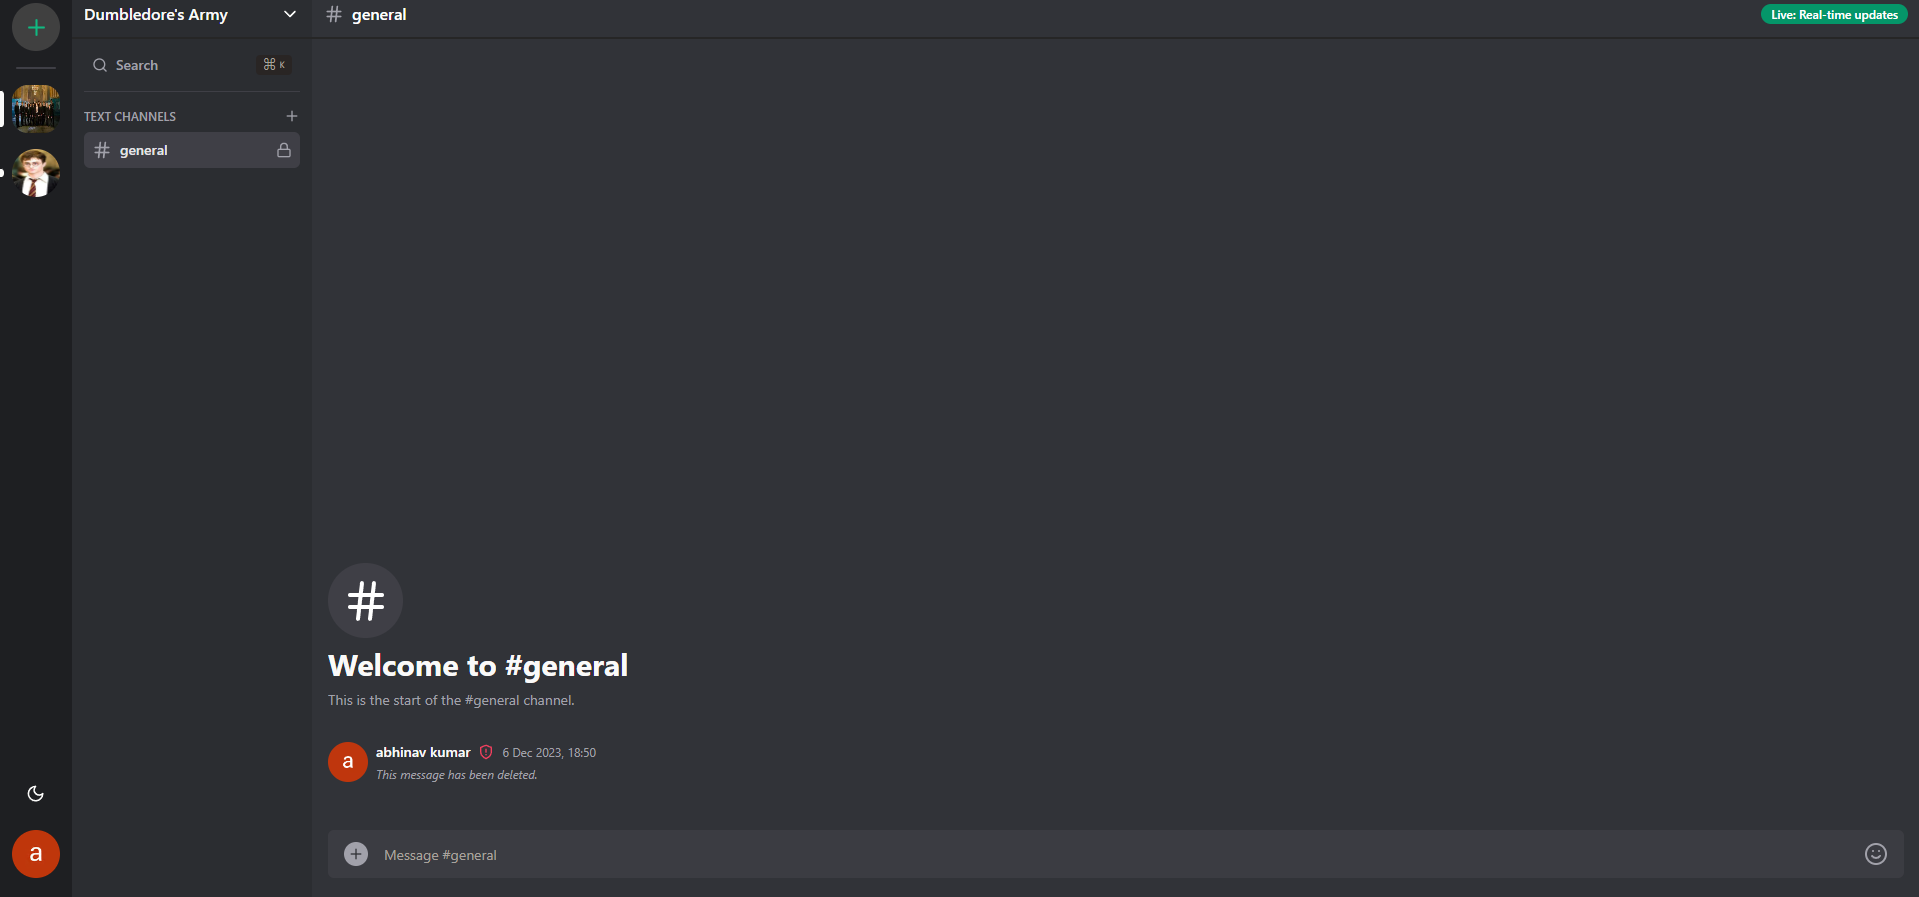 Dumbledore's Army
Search
⌘ K
TEXT CHANNELS
general
general
Live: Real-time updates
#
Welcome to #general
This is the start of the #general channel.
a
abhinav kumar 6 Dec 2023, 18:50
This message has been deleted.
Message #general
a